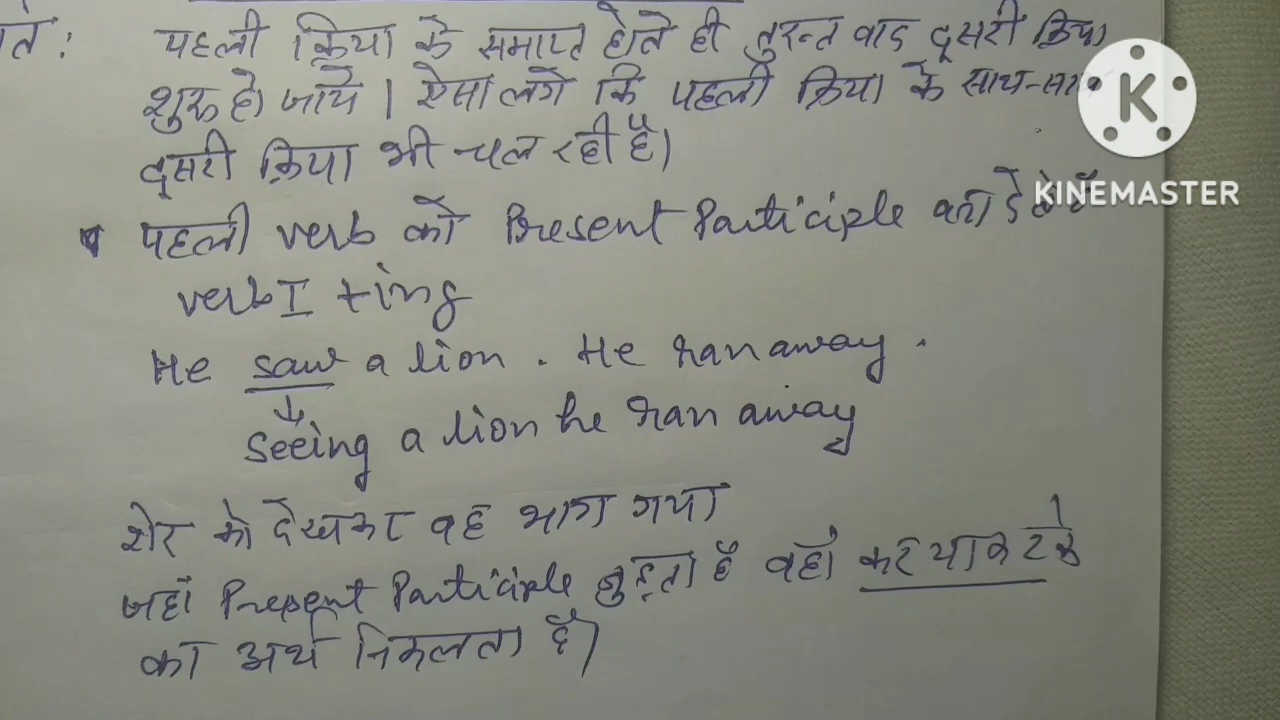 पहली क्रिया के समाप्त होते ही तुरन्त बाद दूसरी क्रिया
शुरू हो जाये। ऐसा लगे कि पहली क्रिया के साथ-साथ
दूसरी क्रिया भी चल रही है।
पहली verb को Present Participle बना देते हैं
verb I + ing
He saw a lion. He ran away.
↓
Seeing a lion he ran away
शेर को देखकर वह भाग गया
जहाँ Present Participle जुड़ता है वहाँ कर या करके
का अर्थ निकलता है।
K
KINEMASTER